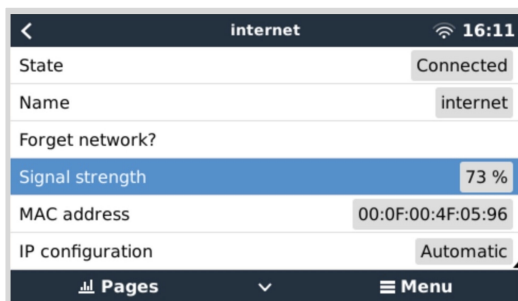 internet 16:11
State Connected
Name internet
Forget network?
Signal strength 73 %
MAC address 00:0F:00:4F:05:96
IP configuration Automatic
Pages Menu